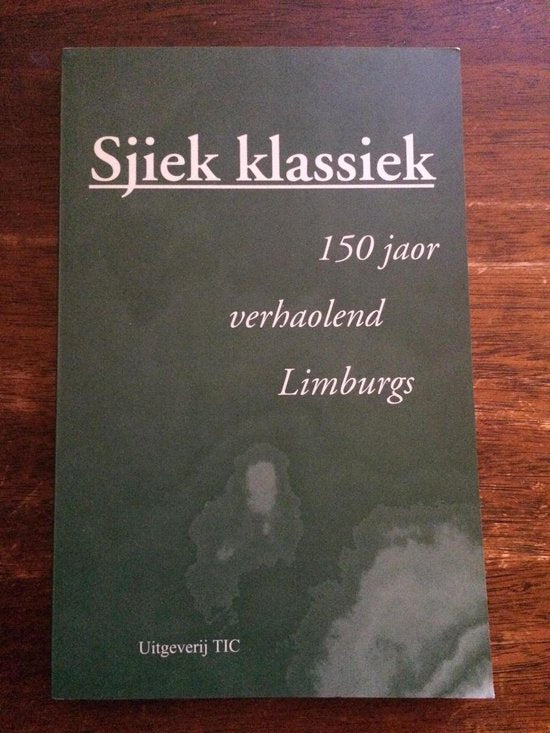 Sjiek klassiek
150 jaor
verhaolend
Limburgs
Uitgeverij TIC